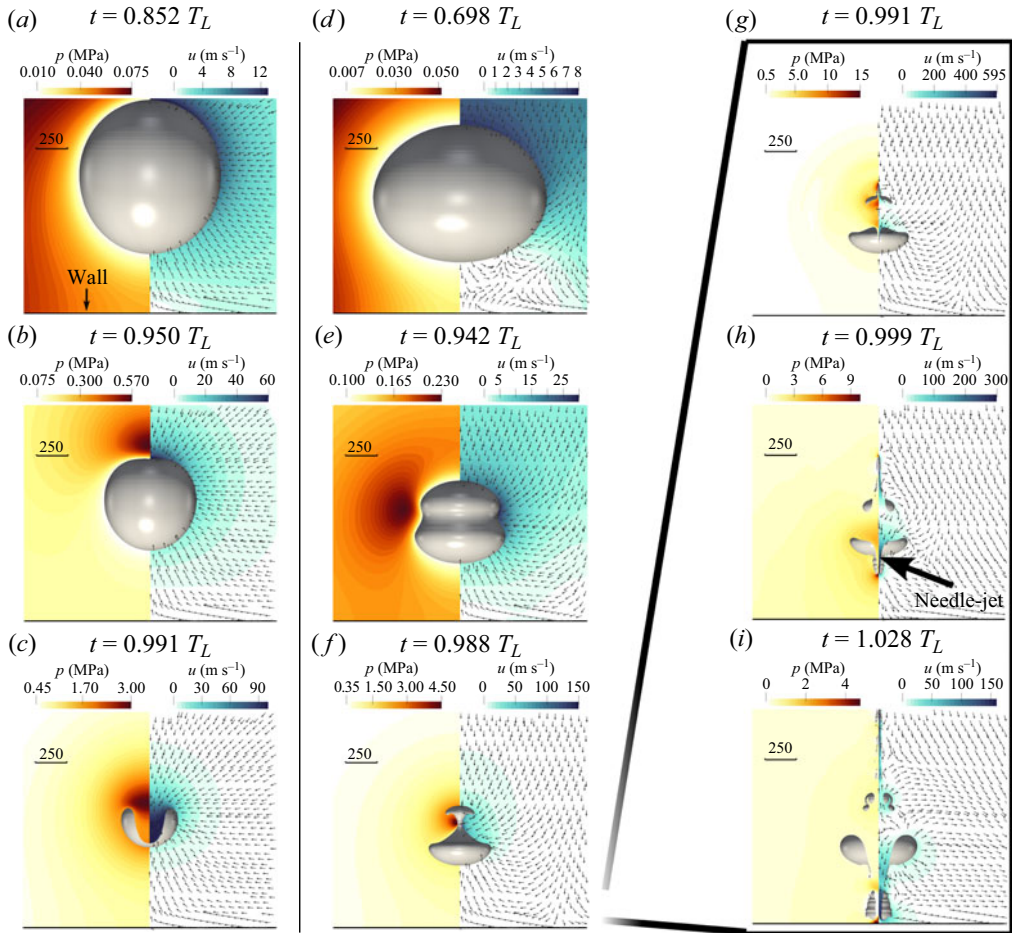 (a) t = 0.852 T_L
p (MPa) u (m s⁻¹)
0.010 0.040 0.075 0 4 8 12
250
Wall
(b) t = 0.950 T_L
p (MPa) u (m s⁻¹)
0.075 0.300 0.570 0 20 40 60
250
(c) t = 0.991 T_L
p (MPa) u (m s⁻¹)
0.45 1.70 3.00 0 30 60 90
250
(d) t = 0.698 T_L
p (MPa) u (m s⁻¹)
0.007 0.030 0.050 0 1 2 3 4 5 6 7 8
250
(e) t = 0.942 T_L
p (MPa) u (m s⁻¹)
0.100 0.165 0.230 0 5 15 25
250
(f) t = 0.988 T_L
p (MPa) u (m s⁻¹)
0.35 1.50 3.00 4.50 0 50 100 150
250
(g) t = 0.991 T_L
p (MPa) u (m s⁻¹)
0.5 5.0 10 15 0 200 400 595
250
(h) t = 0.999 T_L
p (MPa) u (m s⁻¹)
0 3 6 9 0 100 200 300
250
Needle-jet
(i) t = 1.028 T_L
p (MPa) u (m s⁻¹)
0 2 4 0 50 100 150
250